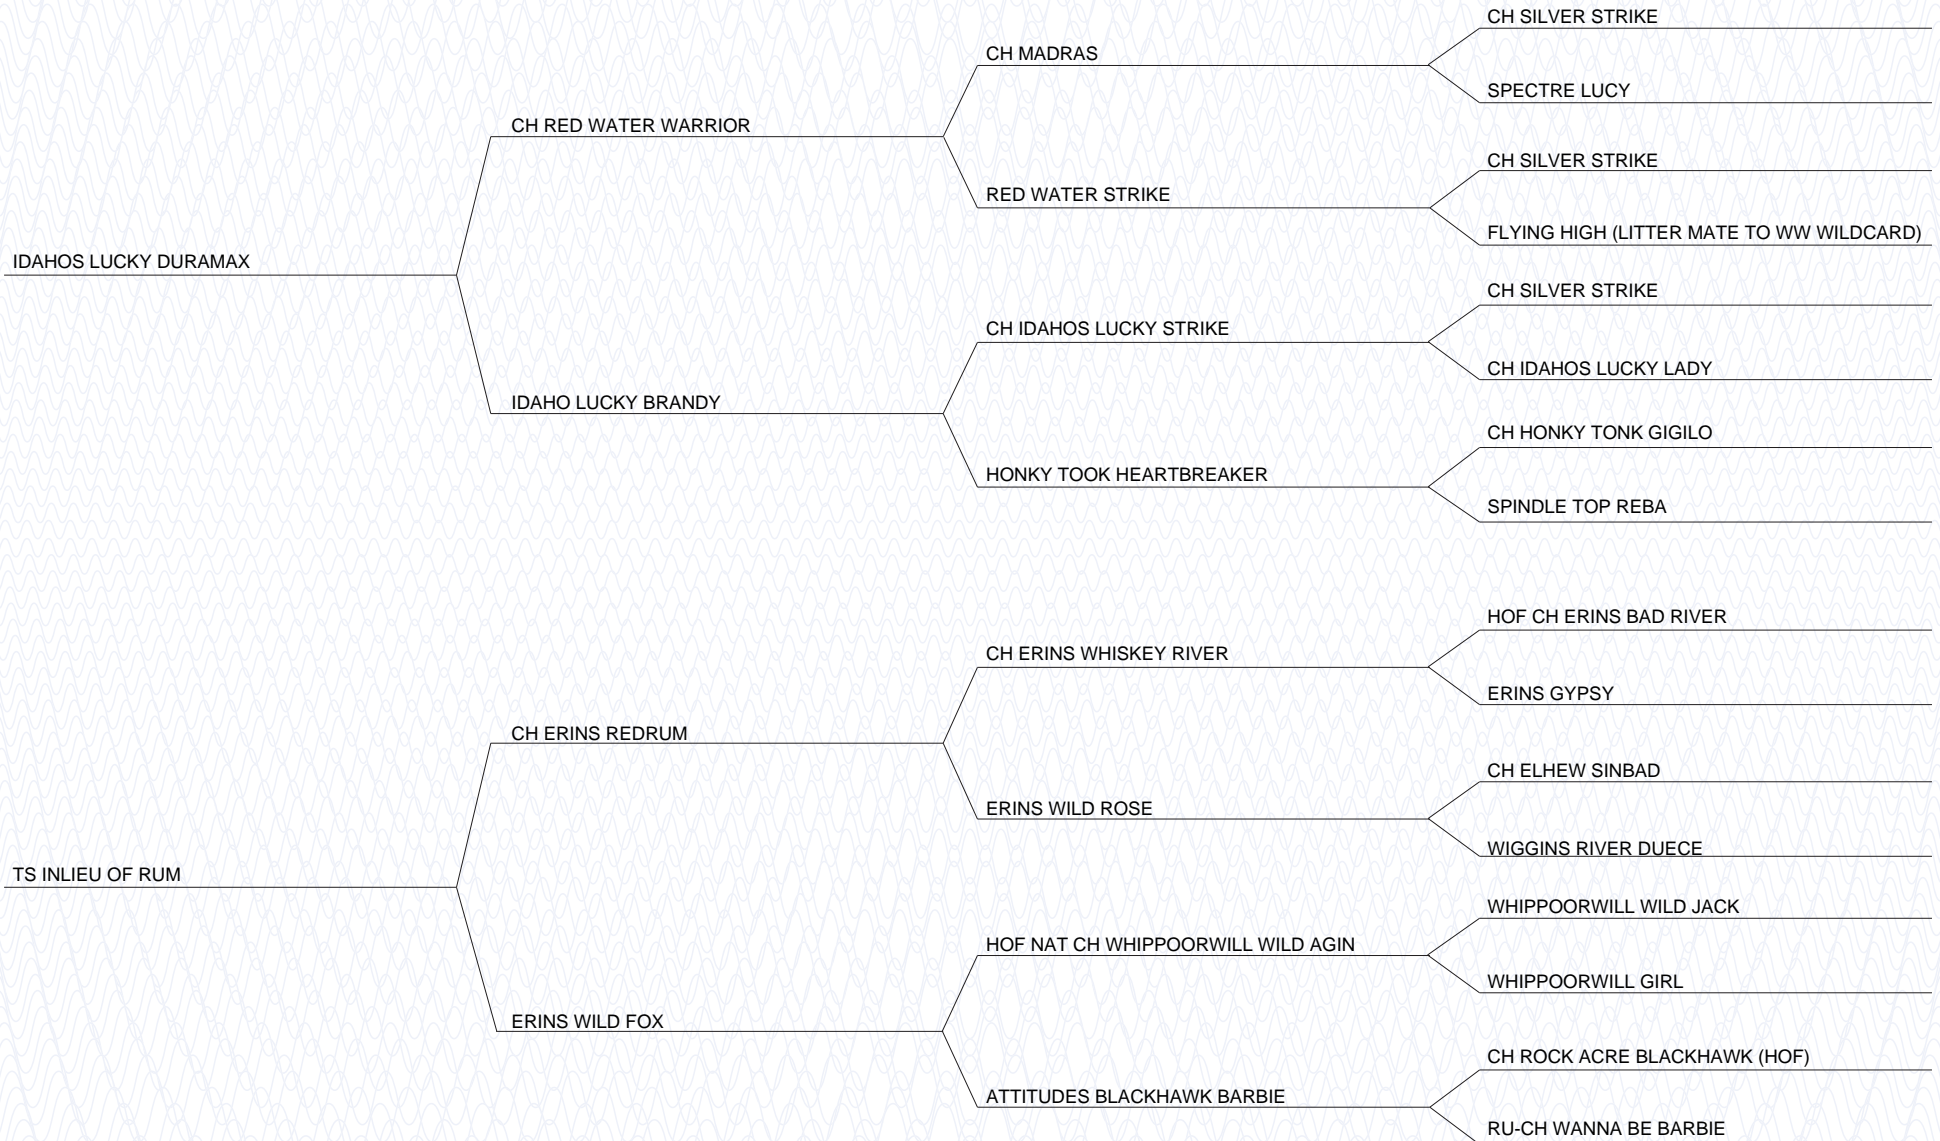 CH SILVER STRIKE
CH MADRAS
SPECTRE LUCY
CH RED WATER WARRIOR
CH SILVER STRIKE
RED WATER STRIKE
FLYING HIGH (LITTER MATE TO WW WILDCARD)
IDAHOS LUCKY DURAMAX
CH SILVER STRIKE
CH IDAHOS LUCKY STRIKE
CH IDAHOS LUCKY LADY
IDAHO LUCKY BRANDY
CH HONKY TONK GIGILO
HONKY TOOK HEARTBREAKER
SPINDLE TOP REBA
HOF CH ERINS BAD RIVER
CH ERINS WHISKEY RIVER
ERINS GYPSY
CH ERINS REDRUM
CH ELHEW SINBAD
ERINS WILD ROSE
WIGGINS RIVER DUECE
TS INLIEU OF RUM
WHIPPOORWILL WILD JACK
HOF NAT CH WHIPPOORWILL WILD AGIN
WHIPPOORWILL GIRL
ERINS WILD FOX
CH ROCK ACRE BLACKHAWK (HOF)
ATTITUDES BLACKHAWK BARBIE
RU-CH WANNA BE BARBIE